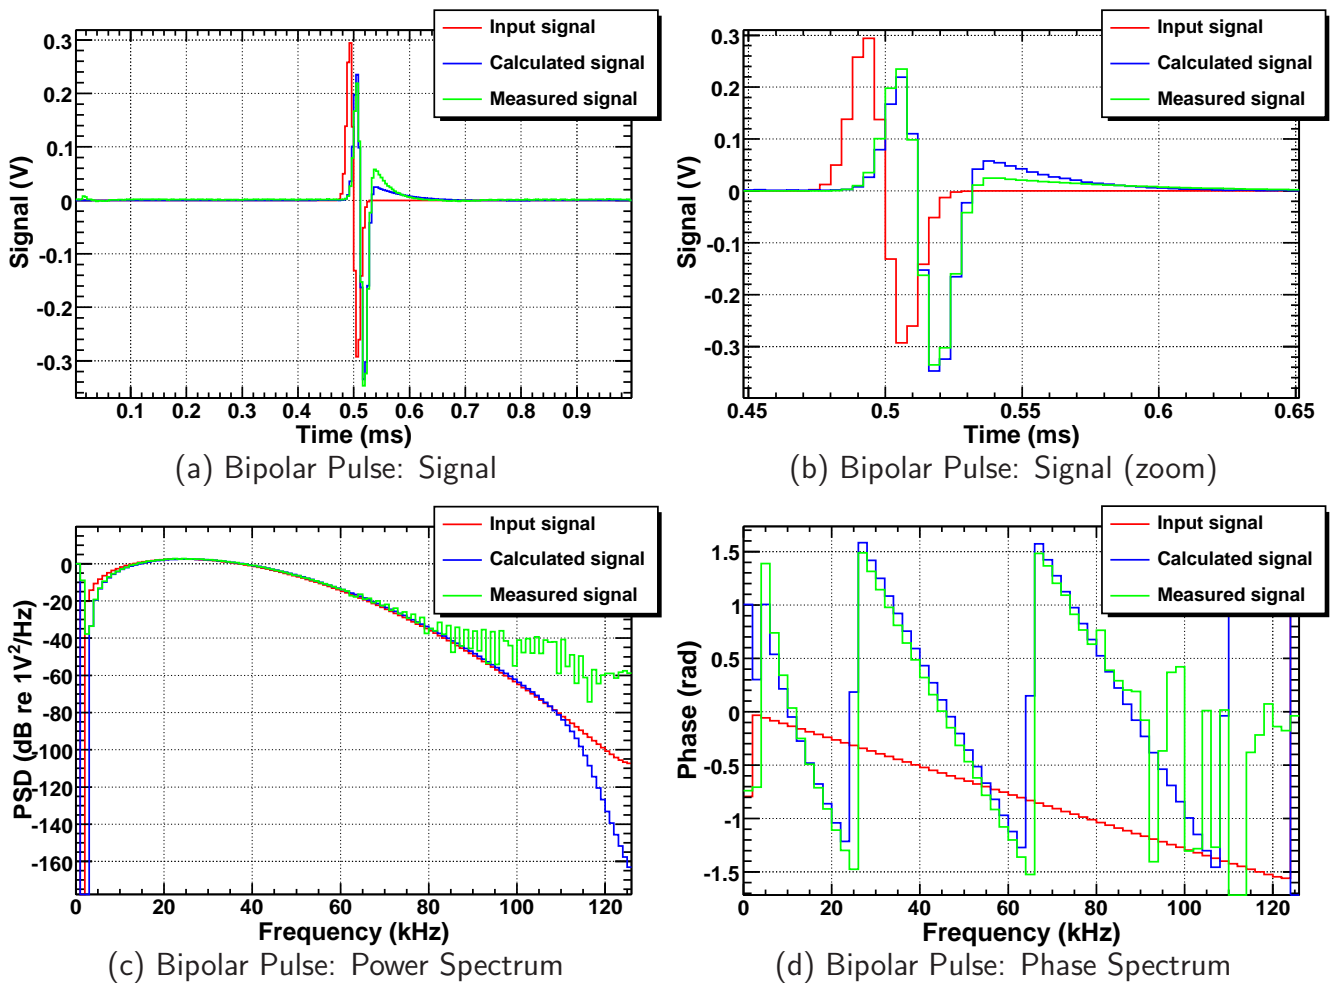 Input signal
Calculated signal
Measured signal
0.3
0.2
0.1
0
-0.1
-0.2
-0.3
Signal (V)
0.1 0.2 0.3 0.4 0.5 0.6 0.7 0.8 0.9
Time (ms)
(a) Bipolar Pulse: Signal
Input signal
Calculated signal
Measured signal
0.3
0.2
0.1
0
-0.1
-0.2
-0.3
Signal (V)
0.45 0.5 0.55 0.6 0.65
Time (ms)
(b) Bipolar Pulse: Signal (zoom)
Input signal
Calculated signal
Measured signal
0
-20
-40
-60
-80
-100
-120
-140
-160
PSD (dB re 1V²/Hz)
0 20 40 60 80 100 120
Frequency (kHz)
(c) Bipolar Pulse: Power Spectrum
Input signal
Calculated signal
Measured signal
1.5
1
0.5
0
-0.5
-1
-1.5
Phase (rad)
0 20 40 60 80 100 120
Frequency (kHz)
(d) Bipolar Pulse: Phase Spectrum